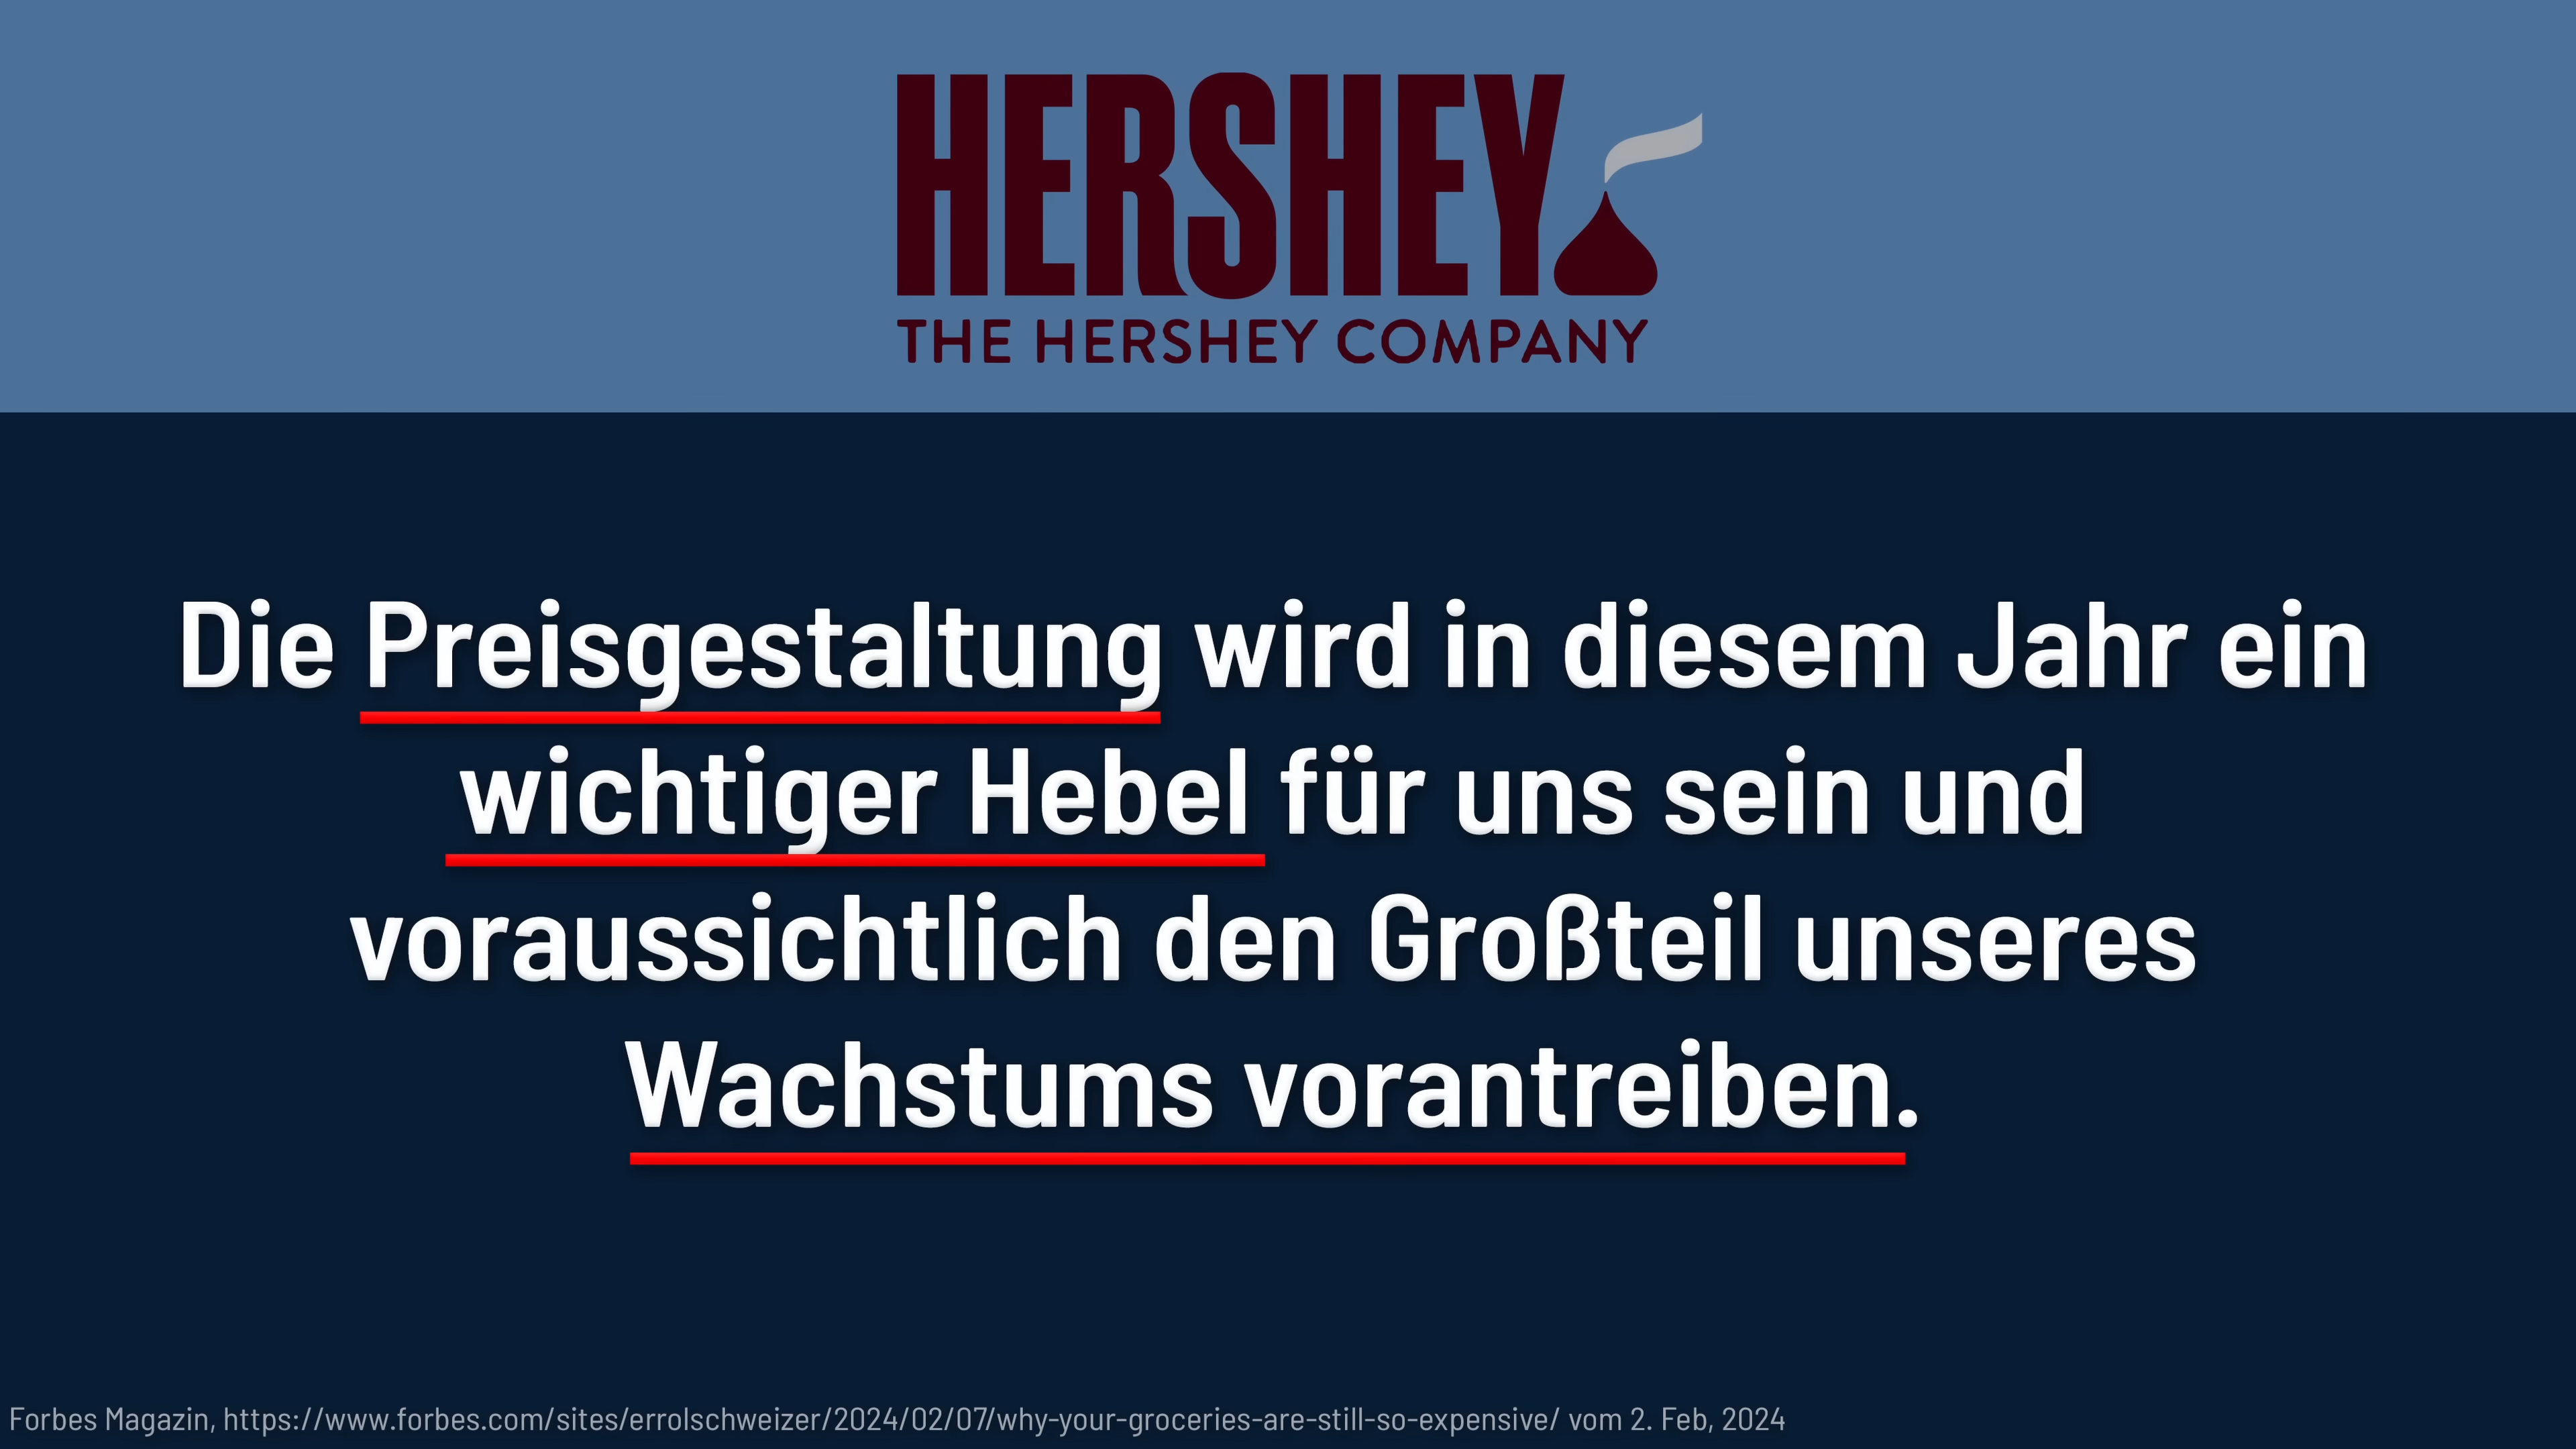 HERSHEY
THE HERSHEY COMPANY
Die Preisgestaltung wird in diesem Jahr ein
wichtiger Hebel für uns sein und
voraussichtlich den Großteil unseres
Wachstums vorantreiben.
Forbes Magazin, https://www.forbes.com/sites/errolschweizer/2024/02/07/why-your-groceries-are-still-so-expensive/ vom 2. Feb, 2024